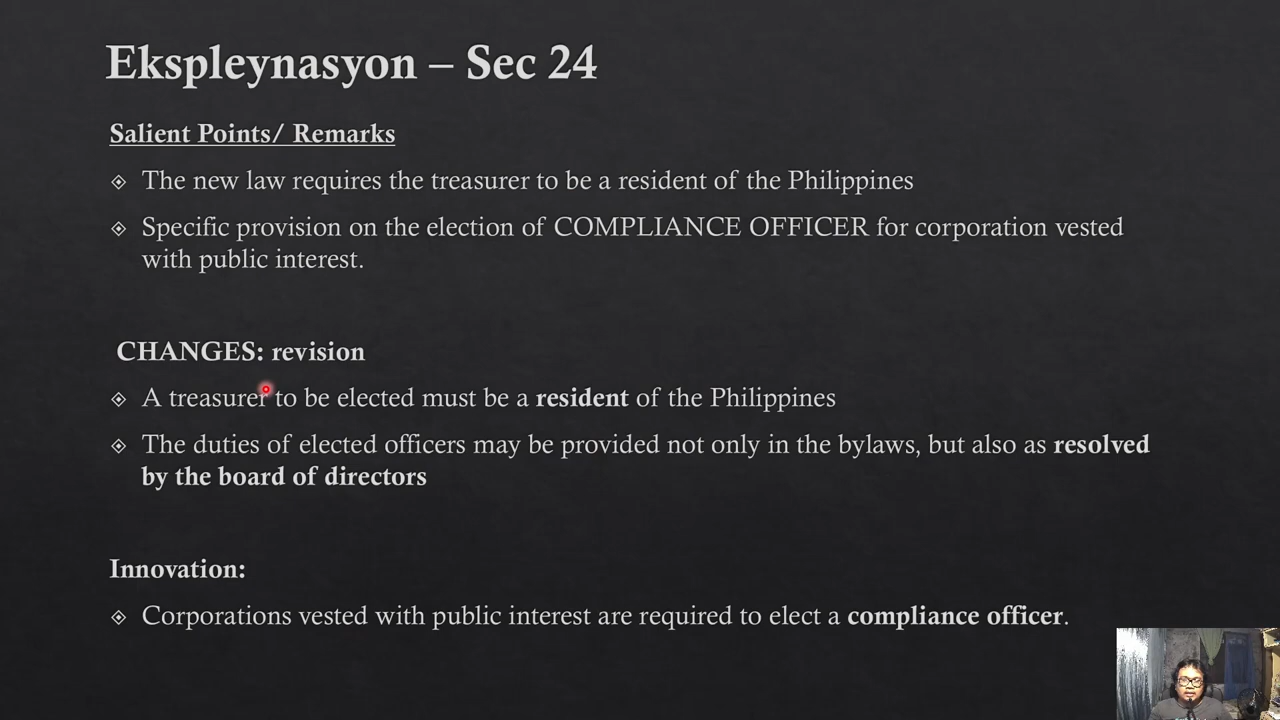 Ekspleynasyon – Sec 24
Salient Points/ Remarks
The new law requires the treasurer to be a resident of the Philippines
Specific provision on the election of COMPLIANCE OFFICER for corporation vested
with public interest.
CHANGES: revision
A treasurer to be elected must be a resident of the Philippines
The duties of elected officers may be provided not only in the bylaws, but also as resolved
by the board of directors
Innovation:
Corporations vested with public interest are required to elect a compliance officer.